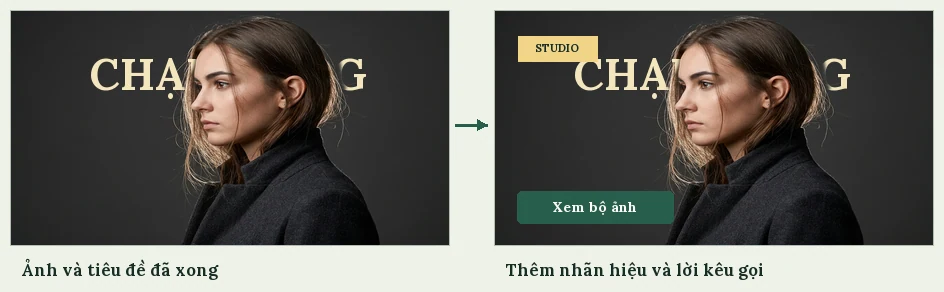 STUDIO
Xem bộ ảnh
Ảnh và tiêu đề đã xong
Thêm nhãn hiệu và lời kêu gọi